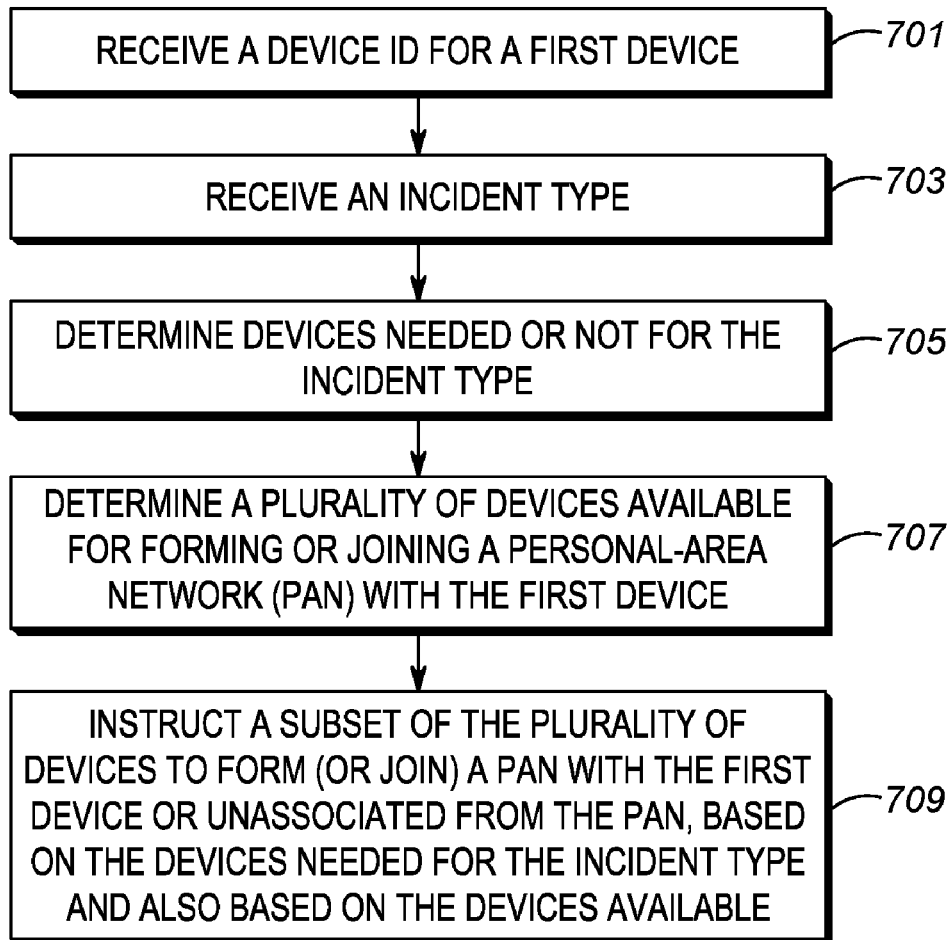 RECEIVE A DEVICE ID FOR A FIRST DEVICE
701
RECEIVE AN INCIDENT TYPE
703
DETERMINE DEVICES NEEDED OR NOT FOR THE
INCIDENT TYPE
705
DETERMINE A PLURALITY OF DEVICES AVAILABLE
FOR FORMING OR JOINING A PERSONAL-AREA
NETWORK (PAN) WITH THE FIRST DEVICE
707
INSTRUCT A SUBSET OF THE PLURALITY OF
DEVICES TO FORM (OR JOIN) A PAN WITH THE FIRST
DEVICE OR UNASSOCIATED FROM THE PAN, BASED
ON THE DEVICES NEEDED FOR THE INCIDENT TYPE
AND ALSO BASED ON THE DEVICES AVAILABLE
709